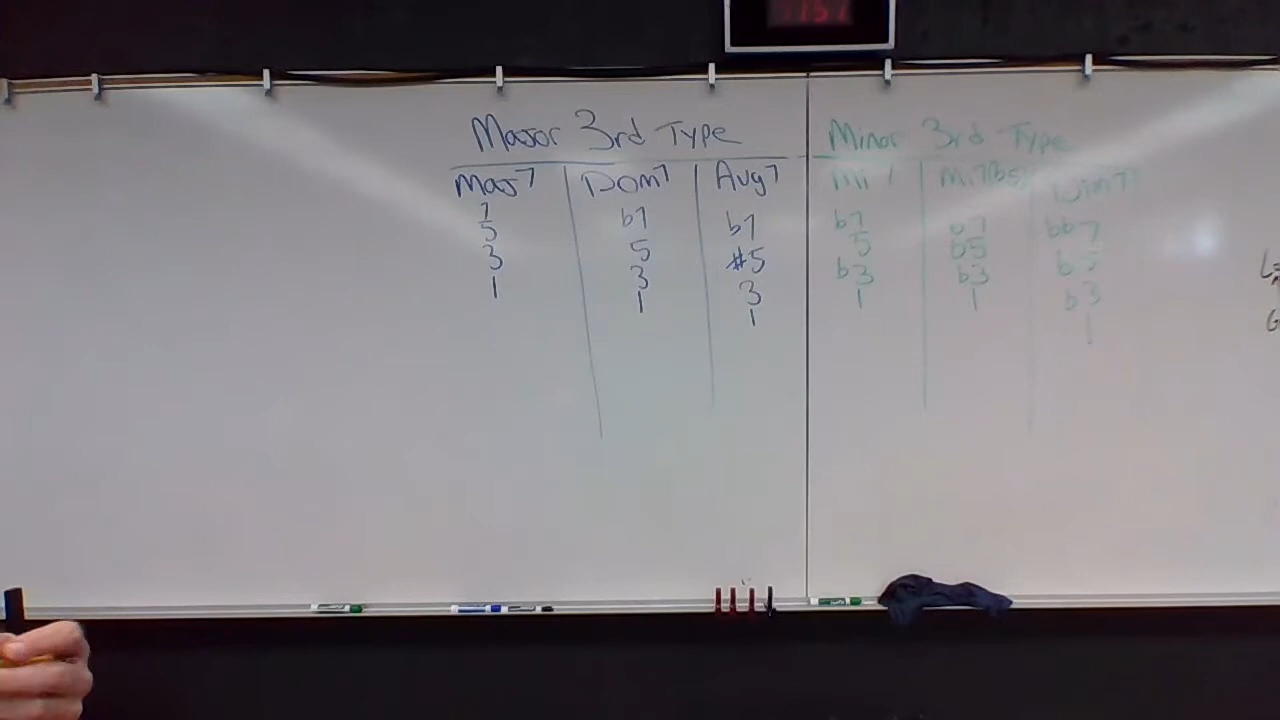 Major 3rd Type
Maj7 Dom7 Aug7
7 b7 b7
5 5 #5
3 3 3
1 1 1
Minor 3rd Type
Mi7 Mi7(b5) Dim7
b7 b7 bb7
5 b5 b5
b3 b3 b3
1 1 1